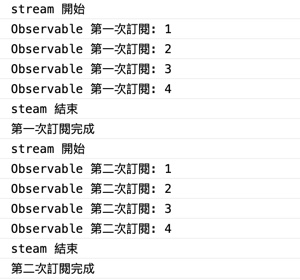 stream 開始
Observable 第一次訂閱: 1
Observable 第一次訂閱: 2
Observable 第一次訂閱: 3
Observable 第一次訂閱: 4
steam 結束
第一次訂閱完成
stream 開始
Observable 第二次訂閱: 1
Observable 第二次訂閱: 2
Observable 第二次訂閱: 3
Observable 第二次訂閱: 4
steam 結束
第二次訂閱完成